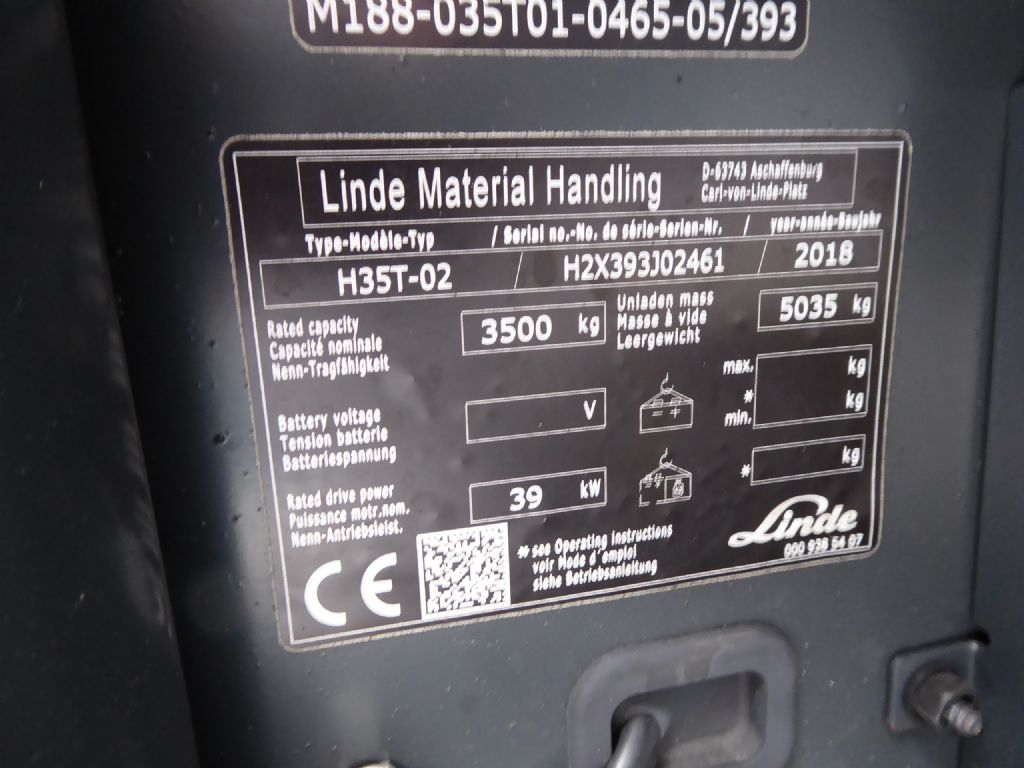 M188-035T01-0465-05/393
Linde Material Handling
D-63743 Aschaffenburg
Carl-von-Linde-Platz
Type-Modèle-Typ / Serial no.-No. de série-Serien-Nr. / year-année-Baujahr
H35T-02 / H2X393J02461 / 2018
Rated capacity
Capacité nominale
Nenn-Tragfähigkeit
3500 kg
Unladen mass
Masse à vide
Leergewicht
5035 kg
Battery voltage
Tension batterie
Batteriespannung
V
max. kg
* kg
min.
Rated drive power
Puissance motr.nom.
Nenn-Antriebsleist.
39 kW
* kg
CE
* see Operating instructions
voir Mode d'emploi
siehe Betriebsanleitung
Linde
000 938 54 07